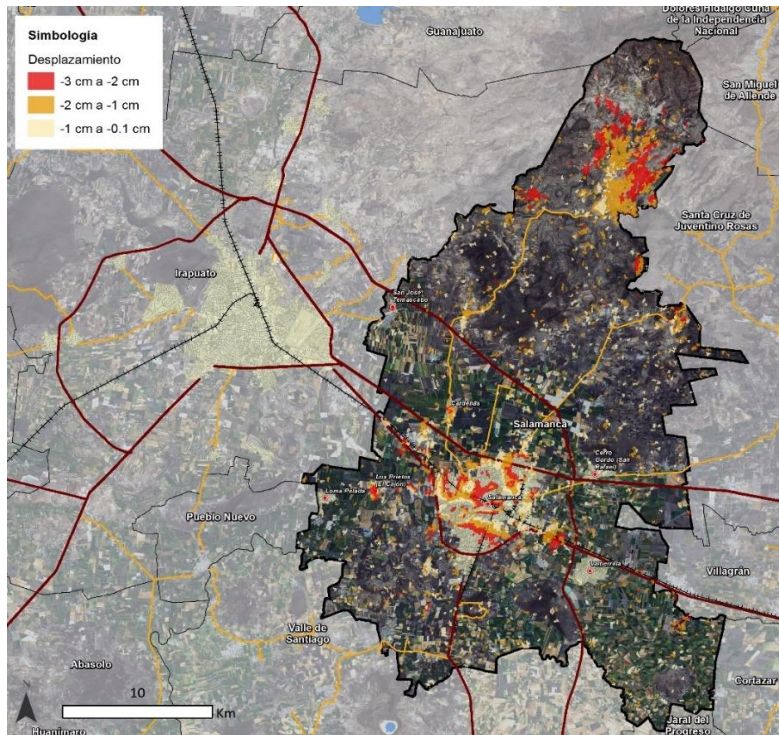 Simbología
Desplazamiento
-3 cm a -2 cm
-2 cm a -1 cm
-1 cm a -0.1 cm
Dolores Hidalgo Cuna
de la Independencia
Nacional
Guanajuato
San Miguel
de Allende
Santa Cruz de
Juventino Rosas
Irapuato
San José
Temascatío
Cárdenas
Salamanca
Cerro
Gordo (San
Rafael)
Los Prietos
(El Cajón)
Loma Pelada
Salamanca
Pueblo Nuevo
Valtierrilla
Villagrán
Valle de
Santiago
Abasolo
Cortazar
Jaral del
Progreso
Huanímaro
N
10
Km